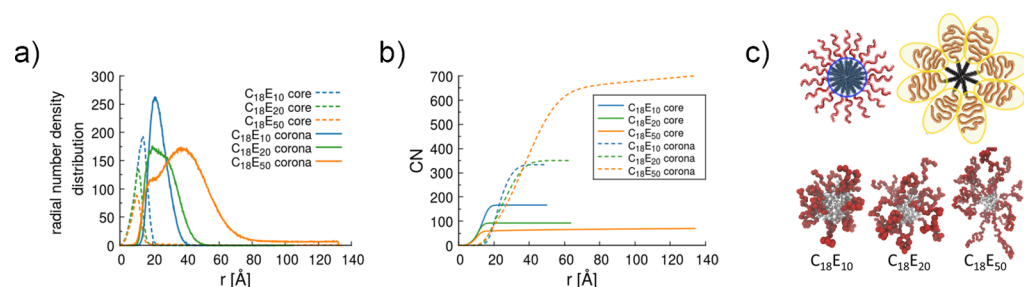 a)
radial number density
distribution
300
250
200
150
100
50
0
0 20 40 60 80 100 120 140
r [Å]
C₁₈E₁₀ core
C₁₈E₂₀ core
C₁₈E₅₀ core
C₁₈E₁₀ corona
C₁₈E₂₀ corona
C₁₈E₅₀ corona
b)
CN
700
600
500
400
300
200
100
0
0 20 40 60 80 100 120 140
r [Å]
C₁₈E₁₀ core
C₁₈E₂₀ core
C₁₈E₅₀ core
C₁₈E₁₀ corona
C₁₈E₂₀ corona
C₁₈E₅₀ corona
c)
C₁₈E₁₀ C₁₈E₂₀ C₁₈E₅₀